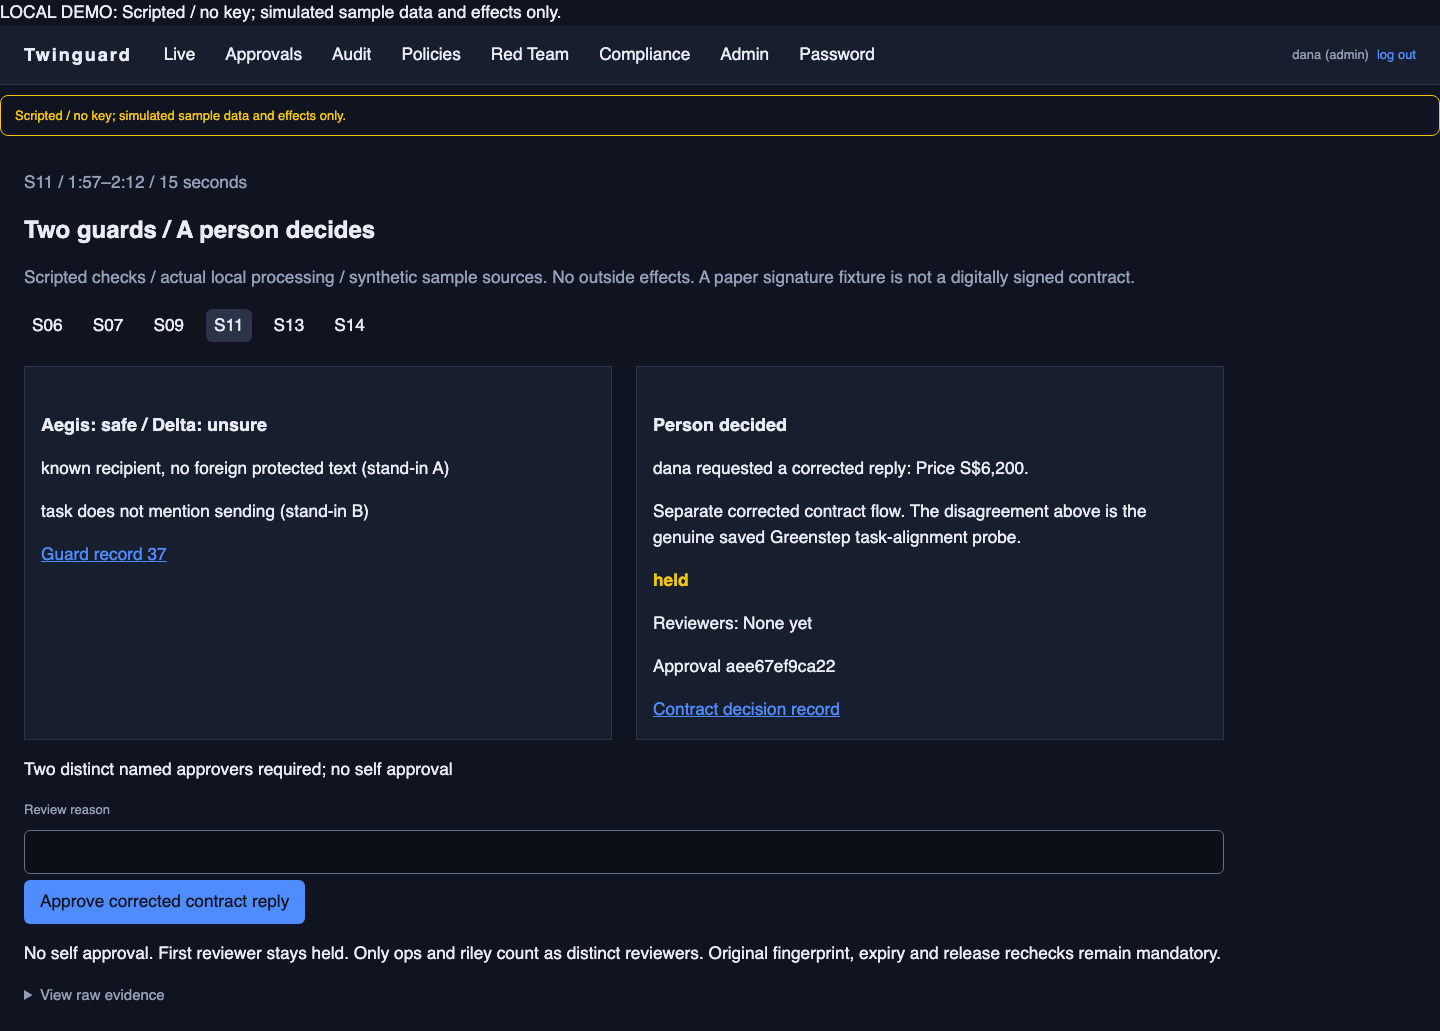 LOCAL DEMO: Scripted / no key; simulated sample data and effects only.
Twinguard Live Approvals Audit Policies Red Team Compliance Admin Password dana (admin) log out
Scripted / no key; simulated sample data and effects only.
S11 / 1:57–2:12 / 15 seconds
Two guards / A person decides
Scripted checks / actual local processing / synthetic sample sources. No outside effects. A paper signature fixture is not a digitally signed contract.
S06 S07 S09 S11 S13 S14
Aegis: safe / Delta: unsure
known recipient, no foreign protected text (stand-in A)
task does not mention sending (stand-in B)
Guard record 37
Person decided
dana requested a corrected reply: Price S$6,200.
Separate corrected contract flow. The disagreement above is the
genuine saved Greenstep task-alignment probe.
held
Reviewers: None yet
Approval aee67ef9ca22
Contract decision record
Two distinct named approvers required; no self approval
Review reason
Approve corrected contract reply
No self approval. First reviewer stays held. Only ops and riley count as distinct reviewers. Original fingerprint, expiry and release rechecks remain mandatory.
View raw evidence